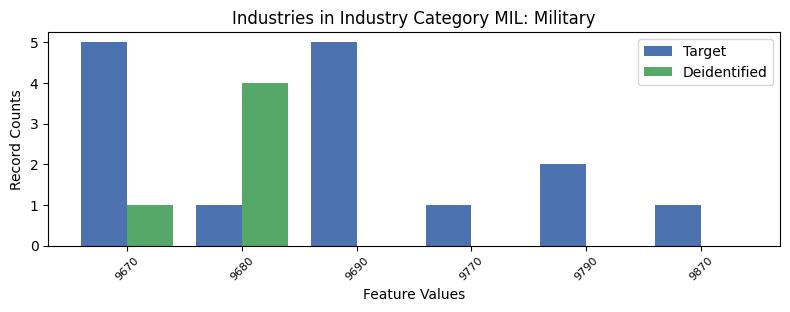 Industries in Industry Category MIL: Military
Target
Deidentified
Record Counts
5
4
3
2
1
0
9670
9680
9690
9770
9790
9870
Feature Values